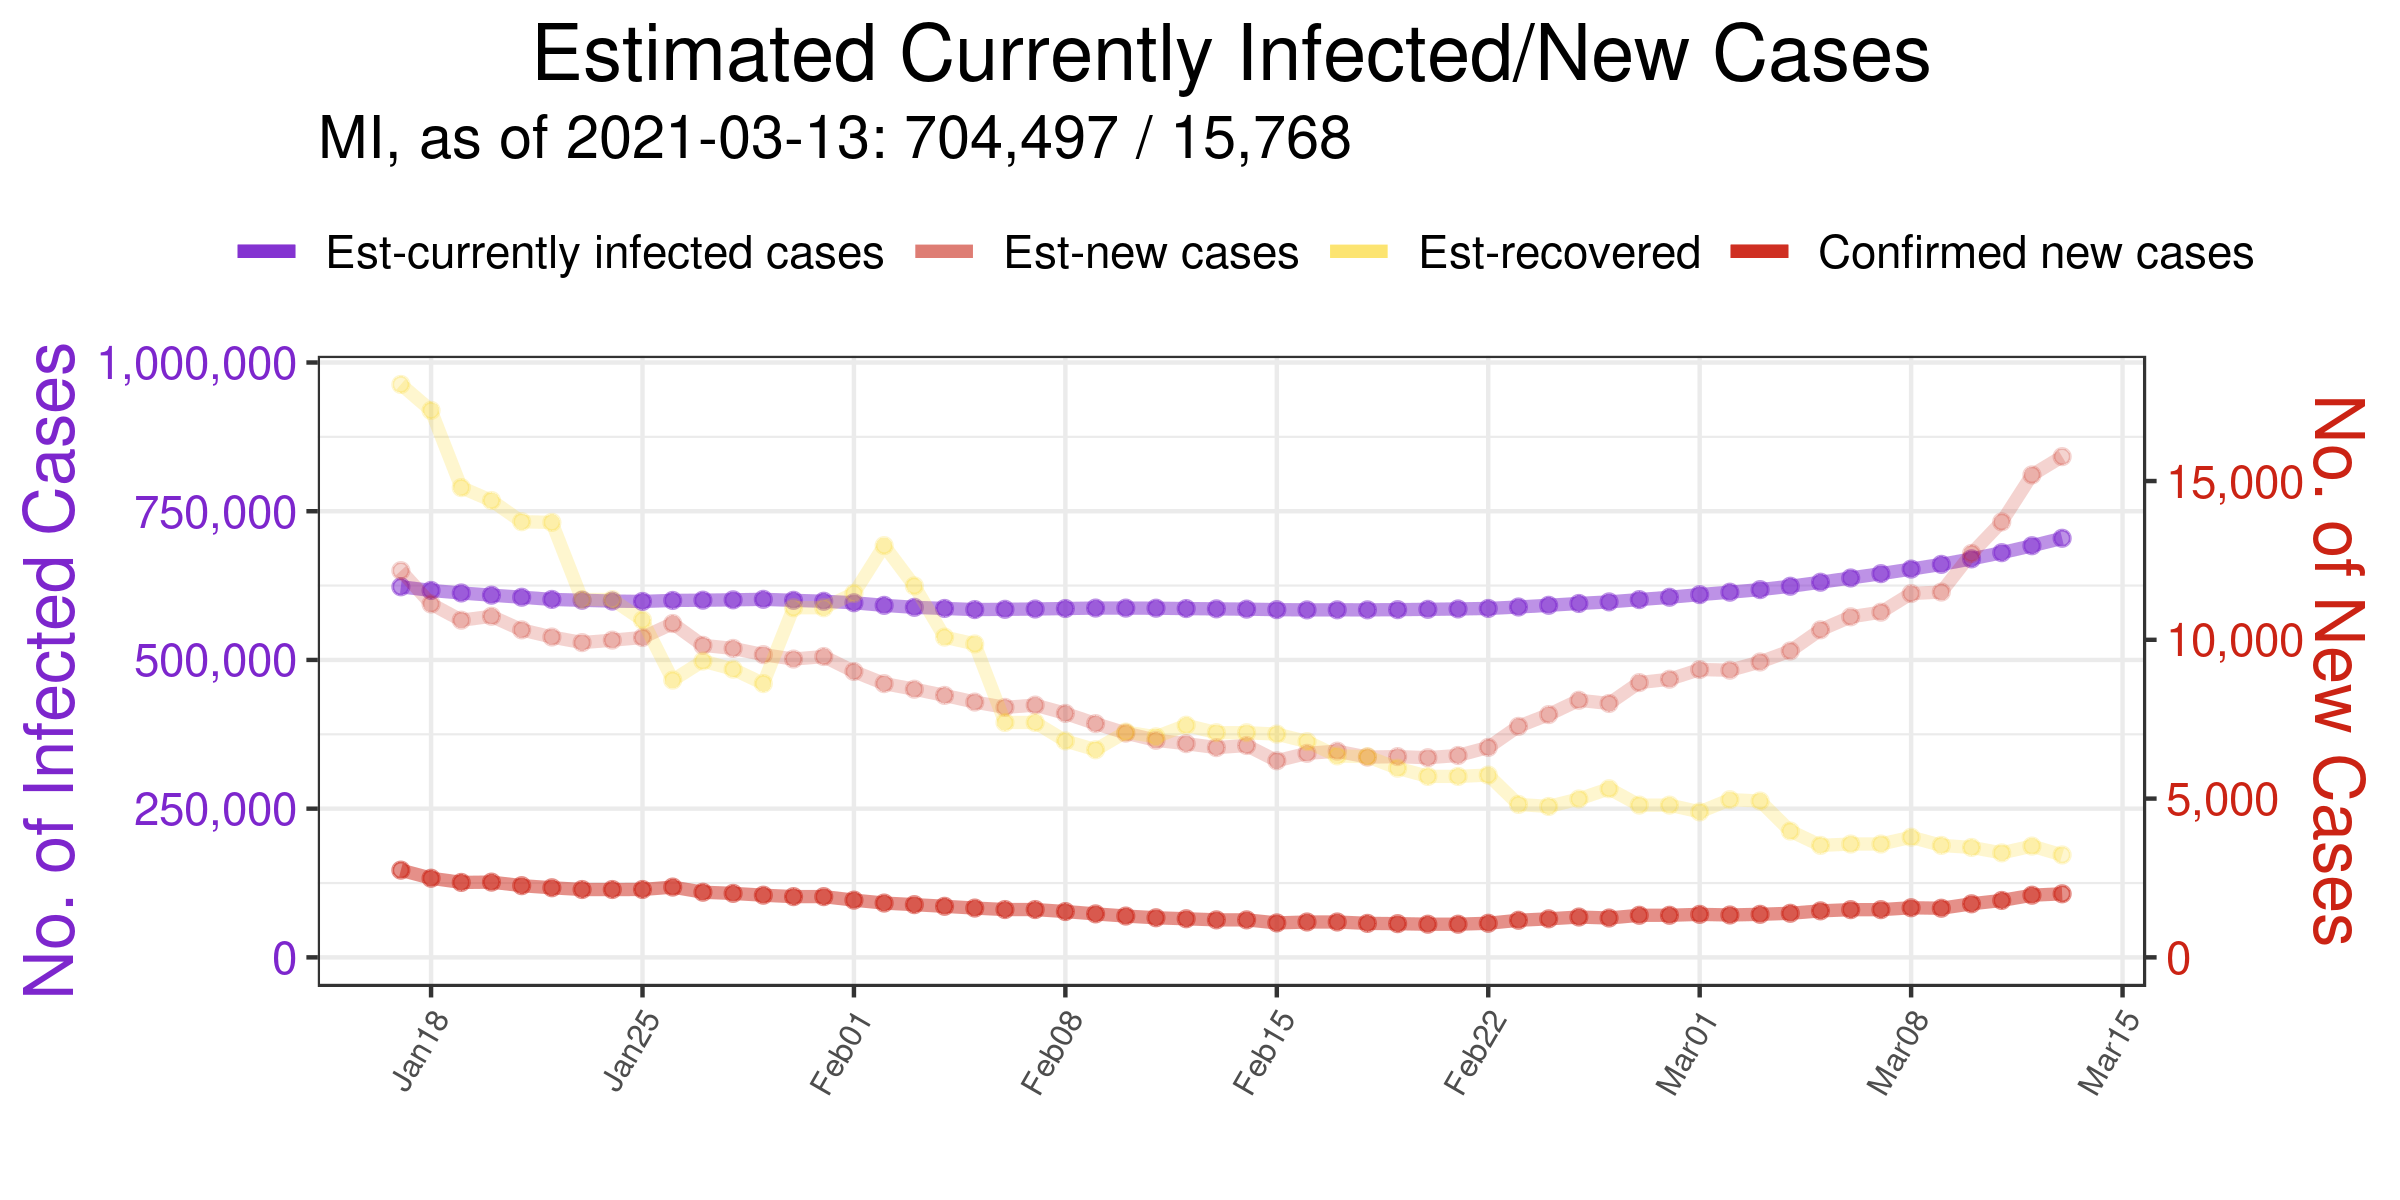 Estimated Currently Infected/New Cases
MI, as of 2021-03-13: 704,497 / 15,768
Est-currently infected cases Est-new cases Est-recovered Confirmed new cases
No. of Infected Cases
1,000,000
750,000
500,000
250,000
0
15,000
10,000
5,000
0
No. of New Cases
Jan18 Jan25 Feb01 Feb08 Feb15 Feb22 Mar01 Mar08 Mar15